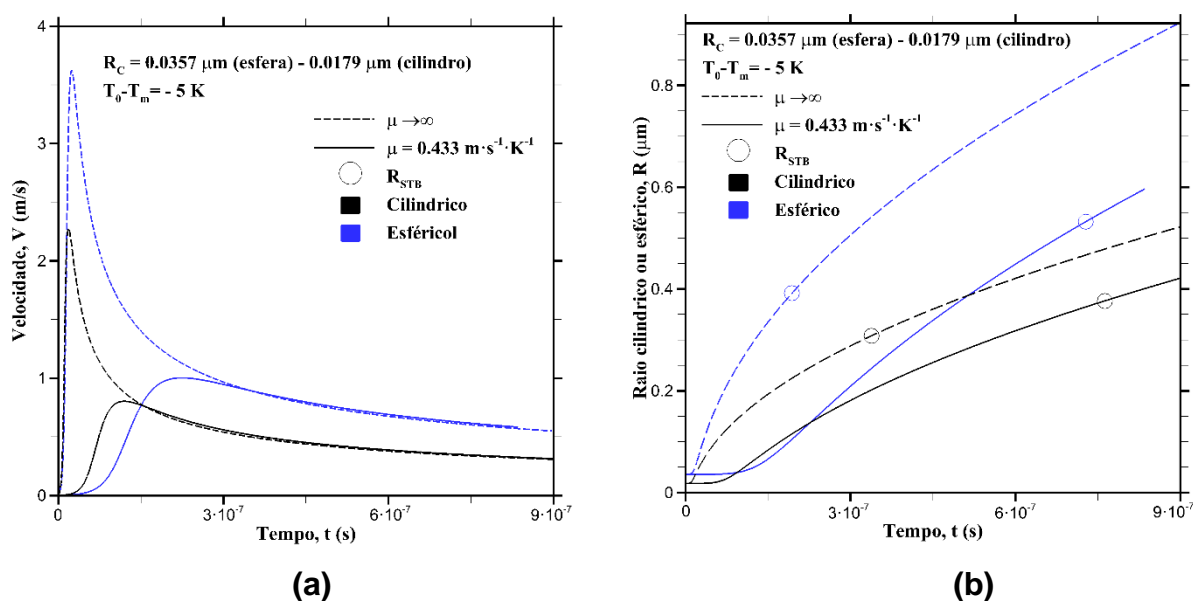 4
3
2
1
0
Velocidade, V (m/s)
R_C = 0.0357 μm (esfera) - 0.0179 μm (cilindro)
T_0-T_m= - 5 K
μ →∞
μ = 0.433 m·s⁻¹·K⁻¹
R_STB
Cilindrico
Esféricol
0
3·10⁻⁷
6·10⁻⁷
9·10⁻⁷
Tempo, t (s)
(a)
0.8
0.6
0.4
0.2
0
Raio cilindrico ou esférico, R (μm)
R_C = 0.0357 μm (esfera) - 0.0179 μm (cilindro)
T_0-T_m= - 5 K
μ →∞
μ = 0.433 m·s⁻¹·K⁻¹
R_STB
Cilindrico
Esférico
0
3·10⁻⁷
6·10⁻⁷
9·10⁻⁷
Tempo, t (s)
(b)